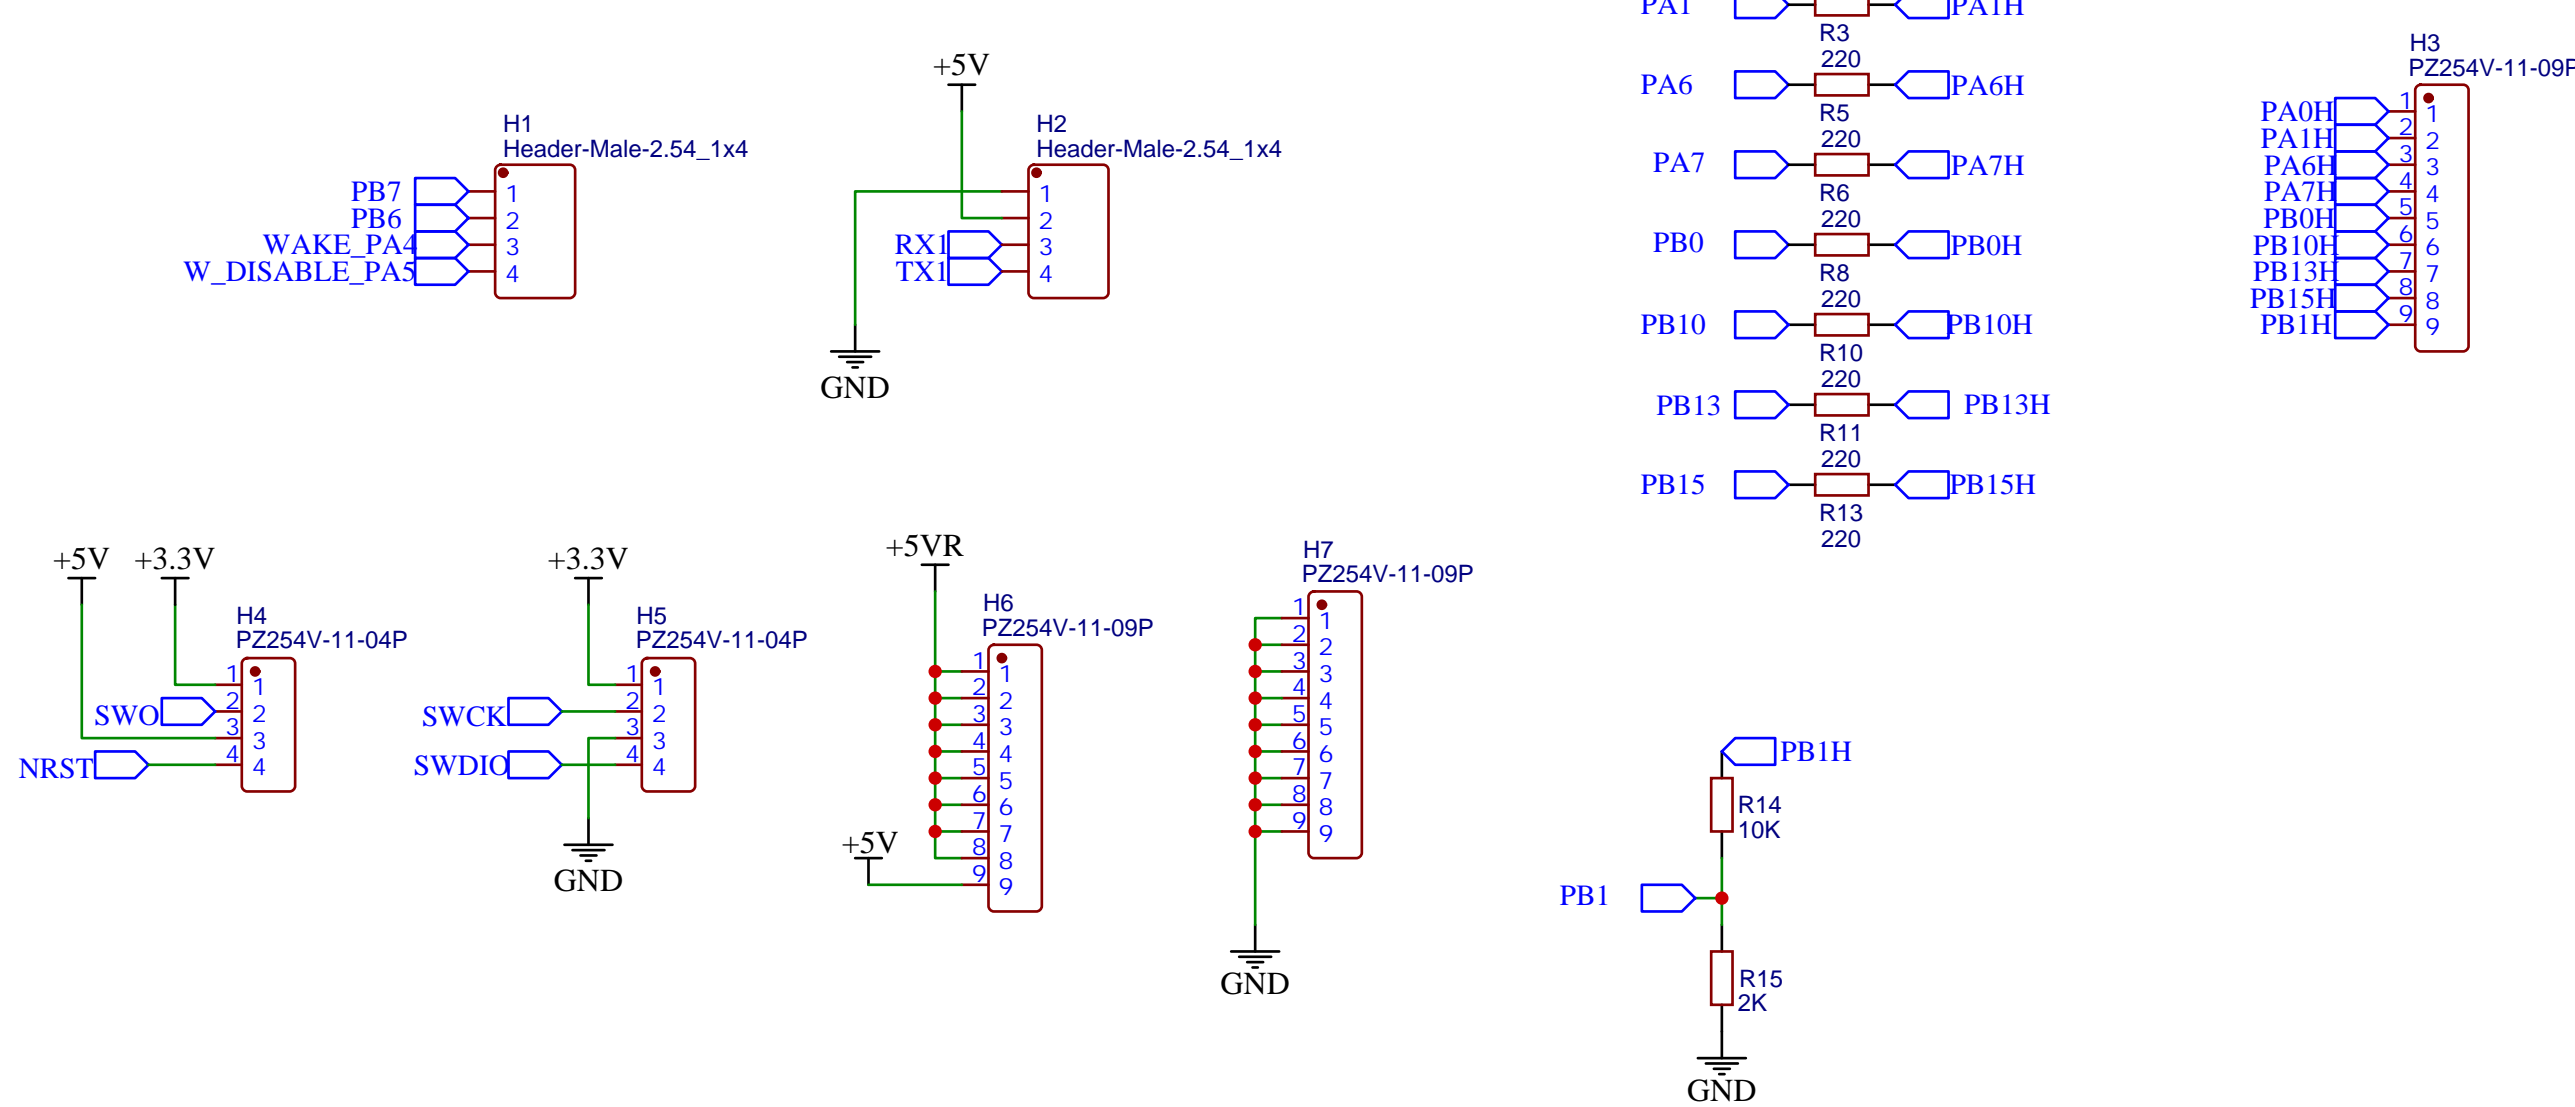 PA1
PA1H
R3
220
PA6
PA6H
R5
220
PA7
PA7H
R6
220
PB0
PB0H
R8
220
PB10
PB10H
R10
220
PB13
PB13H
R11
220
PB15
PB15H
R13
220
H3
PZ254V-11-09P
PA0H 1 1
PA1H 2 2
PA6H 3 3
PA7H 4 4
PB0H 5 5
PB10H 6 6
PB13H 7 7
PB15H 8 8
PB1H 9 9
H1
Header-Male-2.54_1x4
PB7 1
PB6 2
WAKE_PA4 3
W_DISABLE_PA5 4
+5V
H2
Header-Male-2.54_1x4
1
2
RX1 3
TX1 4
GND
+5V +3.3V
H4
PZ254V-11-04P
1 1
SWO 2 2
3 3
NRST 4 4
+3.3V
H5
PZ254V-11-04P
1 1
SWCK 2 2
3 3
SWDIO 4 4
GND
+5VR
H6
PZ254V-11-09P
1 1
2 2
3 3
4 4
5 5
6 6
7 7
+5V
8 8
9 9
H7
PZ254V-11-09P
1 1
2 2
3 3
4 4
5 5
6 6
7 7
8 8
9 9
GND
PB1H
R14
10K
PB1
R15
2K
GND